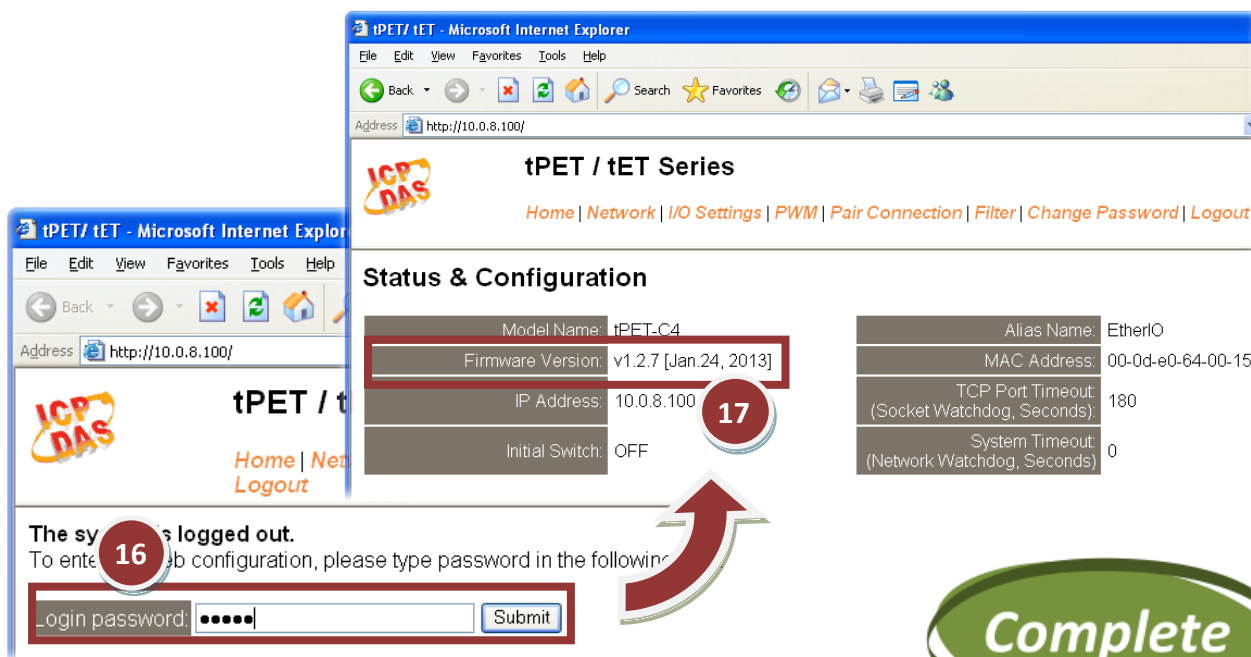 tPET/ tET - Microsoft Internet Explorer
File Edit View Favorites Tools Help
Back Search Favorites
Address http://10.0.8.100/
ICP DAS
tPET / tET Series
Home | Network | I/O Settings | PWM | Pair Connection | Filter | Change Password | Logout
Status & Configuration
Model Name: tPET-C4 Alias Name: EtherIO
Firmware Version: v1.2.7 [Jan.24, 2013] MAC Address: 00-0d-e0-64-00-15
IP Address: 10.0.8.100 TCP Port Timeout: (Socket Watchdog, Seconds): 180
Initial Switch: OFF System Timeout: (Network Watchdog, Seconds) 0
17
tPET/ tET - Microsoft Internet Explor
File Edit View Favorites Tools Help
Back
Address http://10.0.8.100/
ICP DAS
tPET / t
Home | Net
Logout
The sy s logged out.
To ente eb configuration, please type password in the following
16
Login password: ●●●●● Submit
Complete